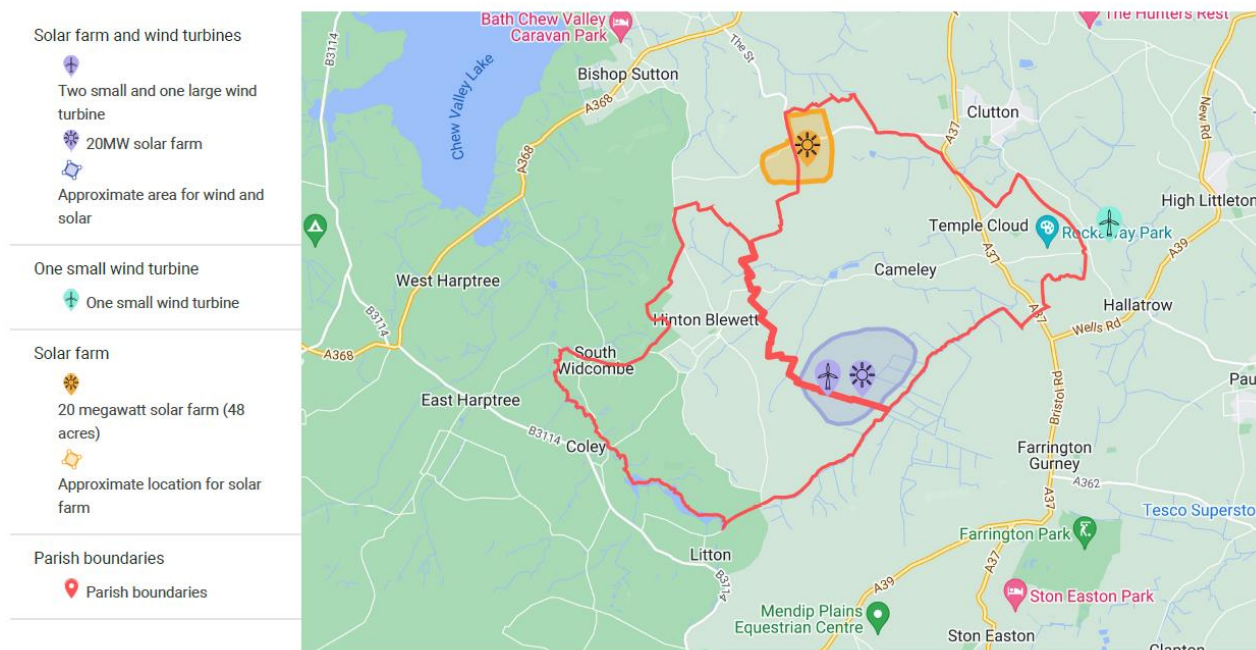 Solar farm and wind turbines
Two small and one large wind
turbine
20MW solar farm
Approximate area for wind and
solar
One small wind turbine
One small wind turbine
Solar farm
20 megawatt solar farm (48
acres)
Approximate location for solar
farm
Parish boundaries
Parish boundaries
B3114
Bath Chew Valley
Caravan Park
The St
The Hunters Rest
Bishop Sutton
A368
Chew Valley Lake
A37
Clutton
New Rd
A368
High Littleton
Temple Cloud
Rockaway Park
A39
West Harptree
Cameley
A37
Hallatrow
B3114
Hinton Blewett
A37
Wells Rd
A368
South
Widcombe
East Harptree
Pau
Bristol Rd
B3114
Coley
Farrington
Gurney
A362
A37
Tesco Supersto
Litton
Farrington Park
B3114
A39
A37
Ston Easton Park
Mendip Plains
Equestrian Centre
Ston Easton